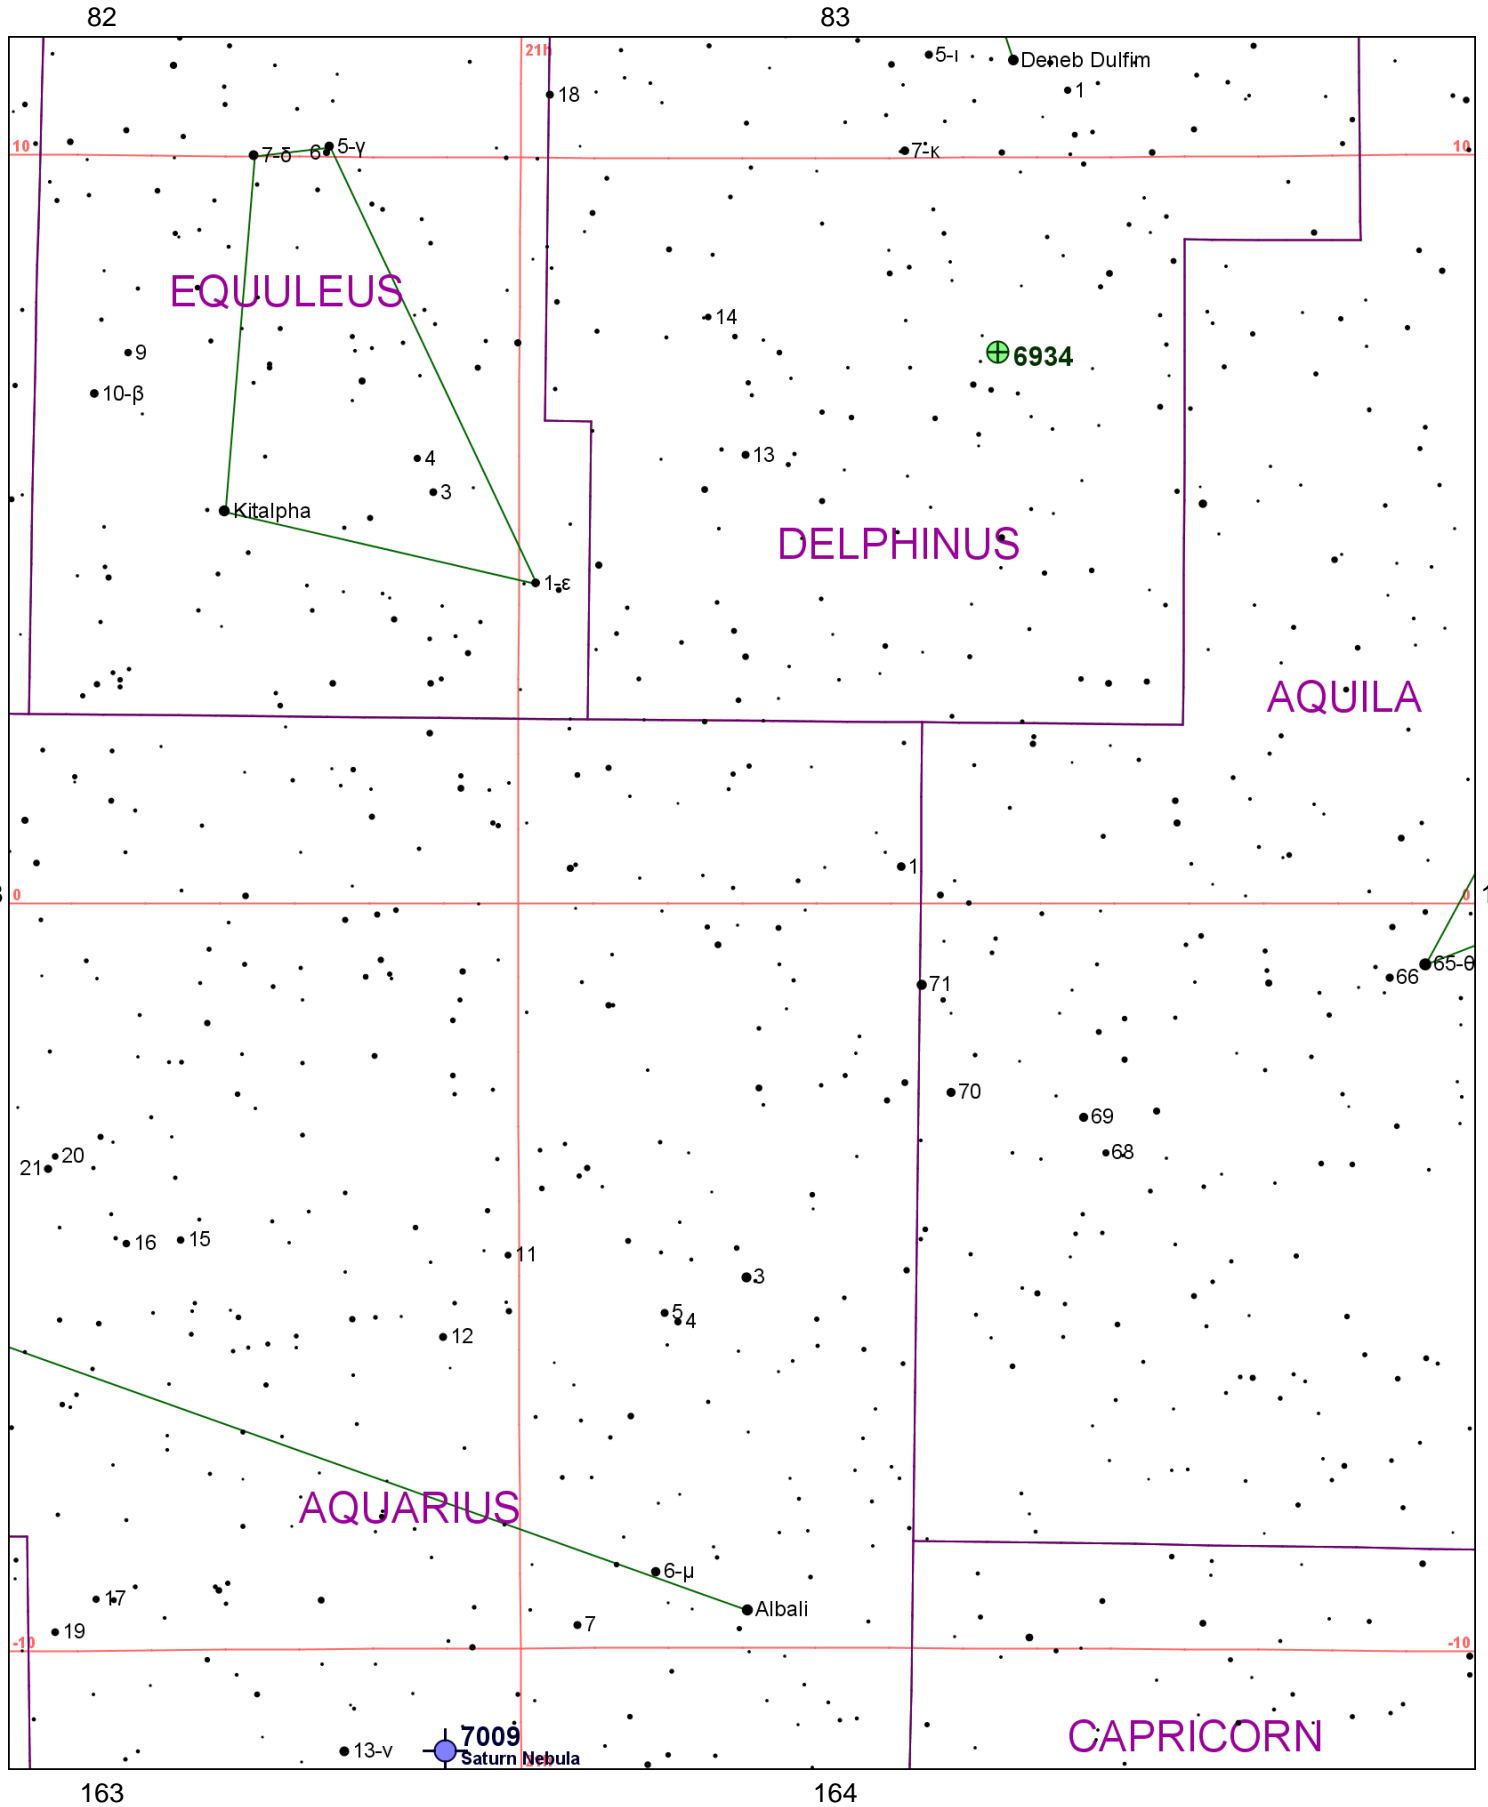 82
83
21h
5-ι
Deneb Dulfim
18
1
10
7-δ
6
5-γ
7-κ
10
EQUULEUS
14
9
6934
10-β
4
13
3
Kitalpha
DELPHINUS
1-ε
AQUILA
1
0
0
65-θ
66
71
70
69
68
20
21
16
15
11
3
5
4
12
AQUARIUS
6-μ
Albali
17
7
19
-10
-10
7009
Saturn Nebula
13-ν
CAPRICORN
163
164